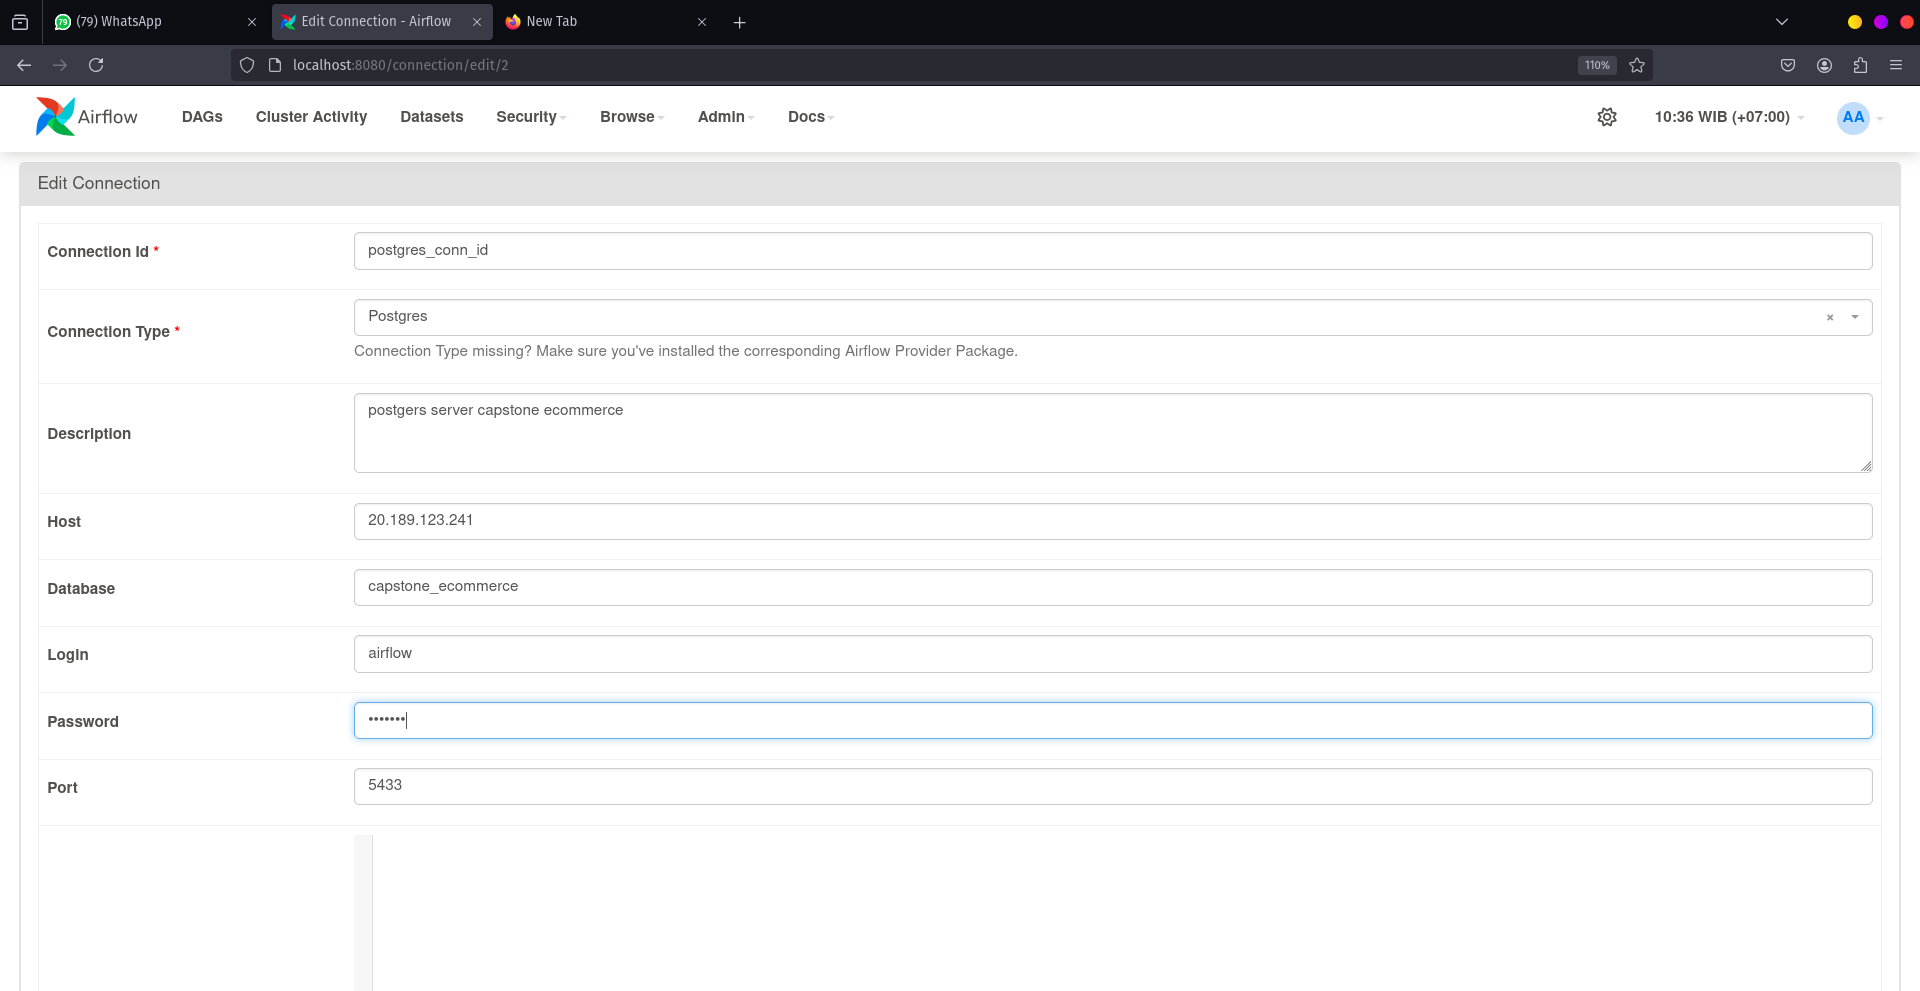 79 (79) WhatsApp
Edit Connection - Airflow
New Tab
localhost:8080/connection/edit/2
110%
Airflow
DAGs
Cluster Activity
Datasets
Security
Browse
Admin
Docs
10:36 WIB (+07:00)
AA
Edit Connection
Connection Id *
postgres_conn_id
Connection Type *
Postgres
Connection Type missing? Make sure you've installed the corresponding Airflow Provider Package.
Description
postgers server capstone ecommerce
Host
20.189.123.241
Database
capstone_ecommerce
Login
airflow
Password
•••••••
Port
5433